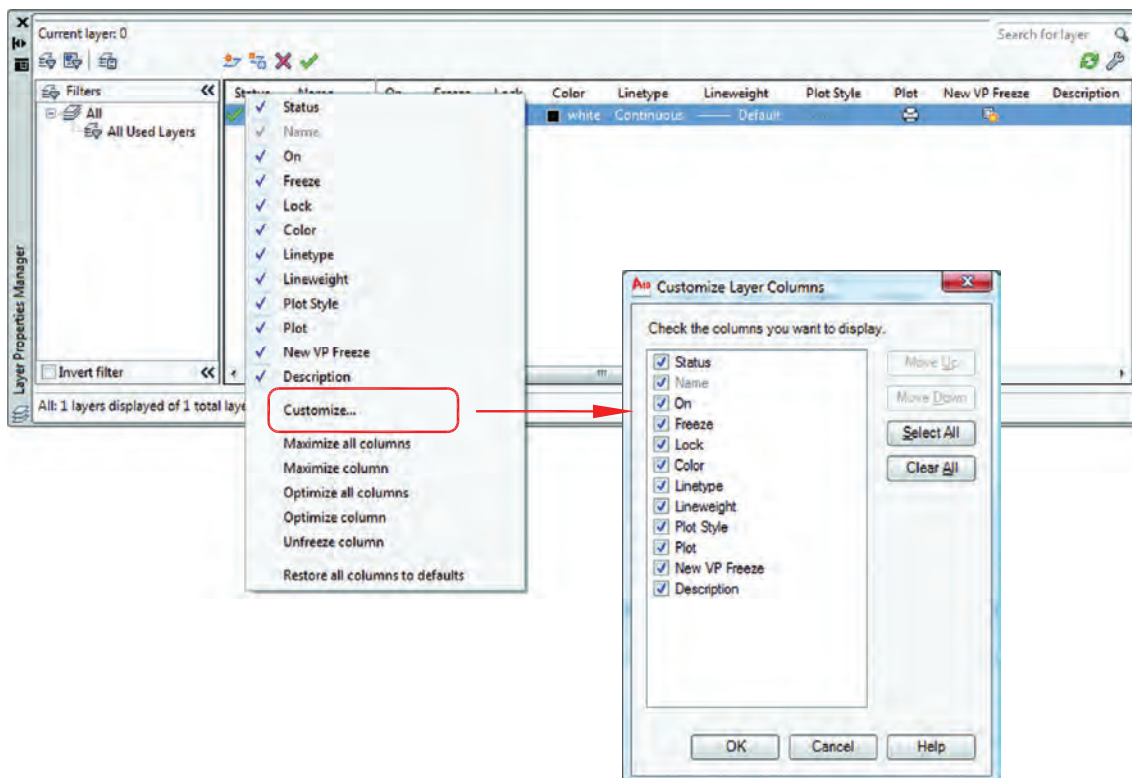 Current layer: 0
Search for layer
Filters
All
All Used Layers
Invert filter
All: 1 layers displayed of 1 total laye
Layer Properties Manager
Status Name On Freeze Lock Color Linetype Lineweight Plot Style Plot New VP Freeze Description
white Continuous Default
Status
Name
On
Freeze
Lock
Color
Linetype
Lineweight
Plot Style
Plot
New VP Freeze
Description
Customize...
Maximize all columns
Maximize column
Optimize all columns
Optimize column
Unfreeze column
Restore all columns to defaults
Customize Layer Columns
Check the columns you want to display.
Status
Name
On
Freeze
Lock
Color
Linetype
Lineweight
Plot Style
Plot
New VP Freeze
Description
Move Up
Move Down
Select All
Clear All
OK
Cancel
Help